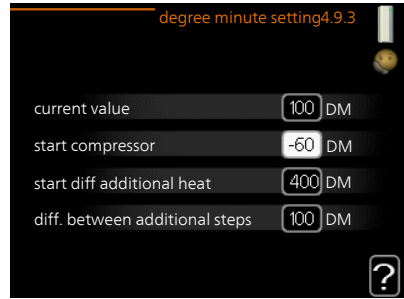 degree minute setting4.9.3
current value 100 DM
start compressor -60 DM
start diff additional heat 400 DM
diff. between additional steps 100 DM
?